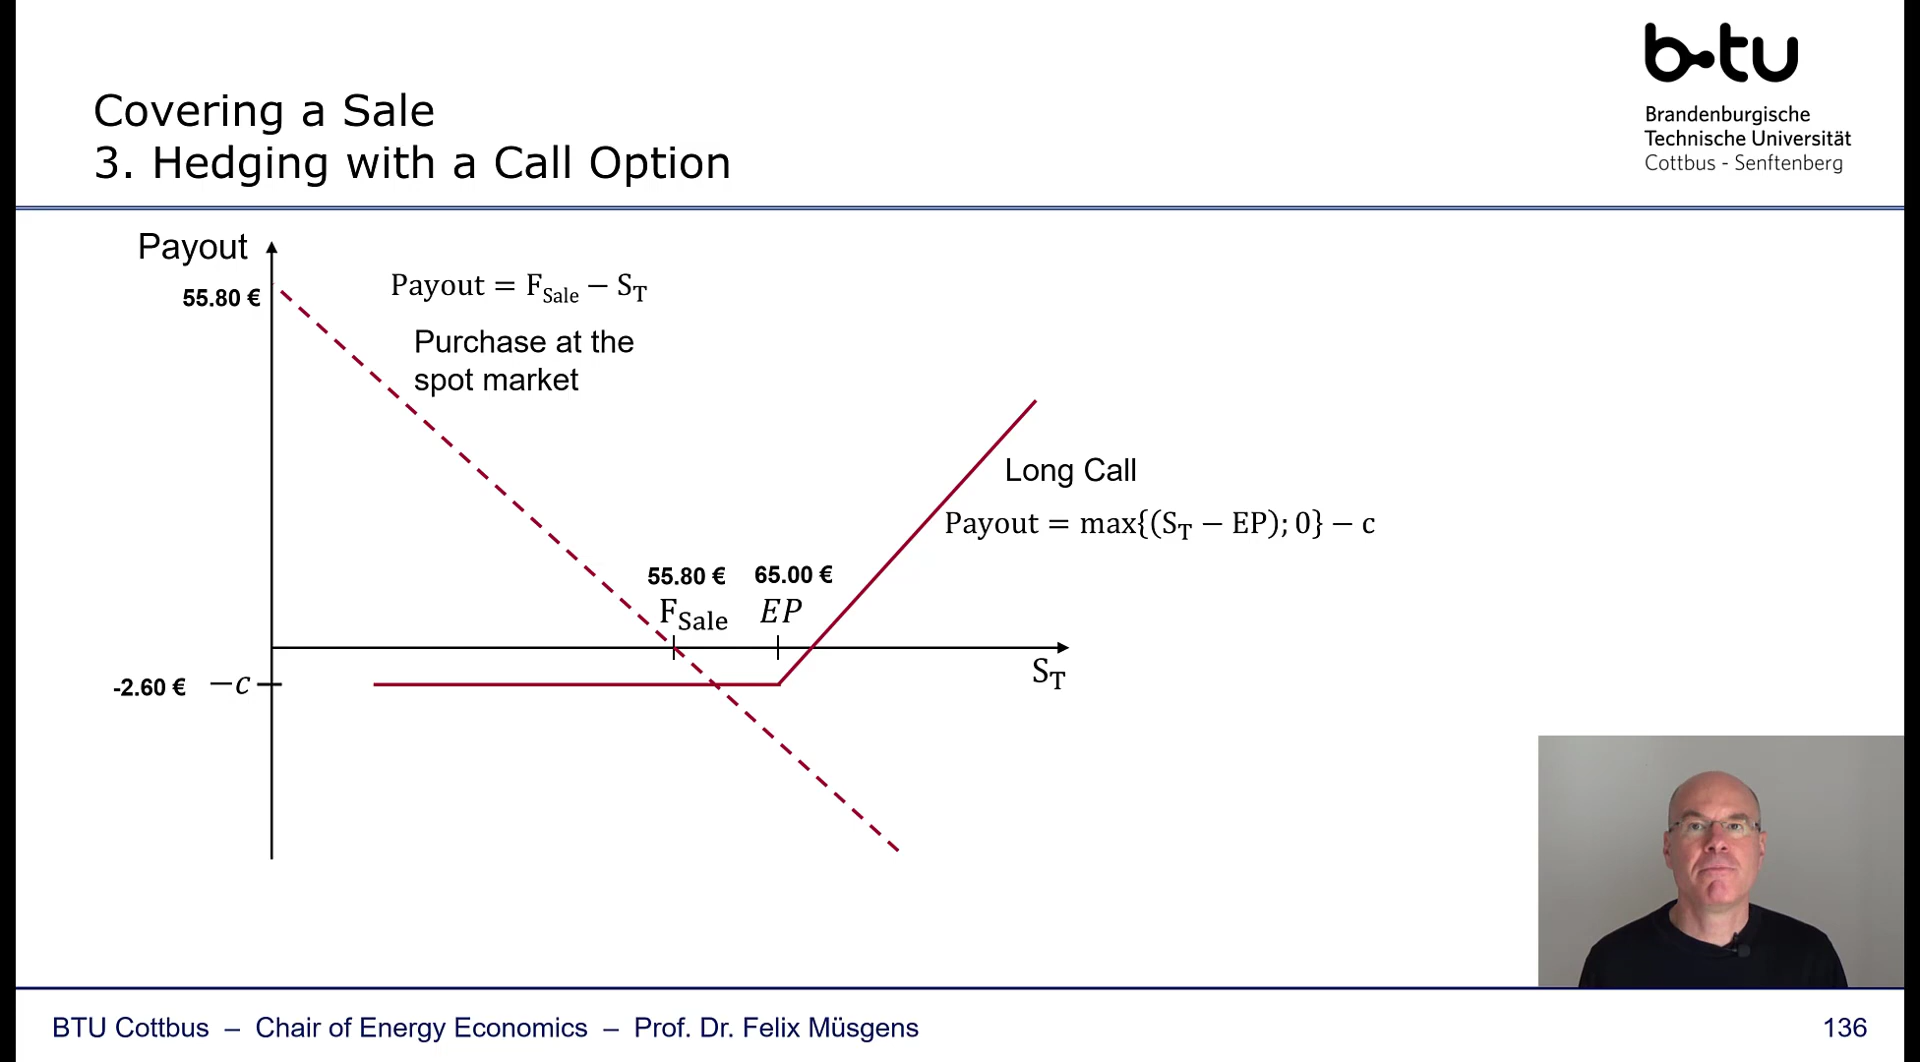 Covering a Sale
3. Hedging with a Call Option
b-tu
Brandenburgische
Technische Universität
Cottbus - Senftenberg
Payout
55.80 €
Payout = F_Sale − S_T
Purchase at the
spot market
Long Call
Payout = max{(S_T − EP); 0} − c
55.80 € 65.00 €
F_Sale EP
S_T
-2.60 € −c
BTU Cottbus – Chair of Energy Economics – Prof. Dr. Felix Müsgens
136